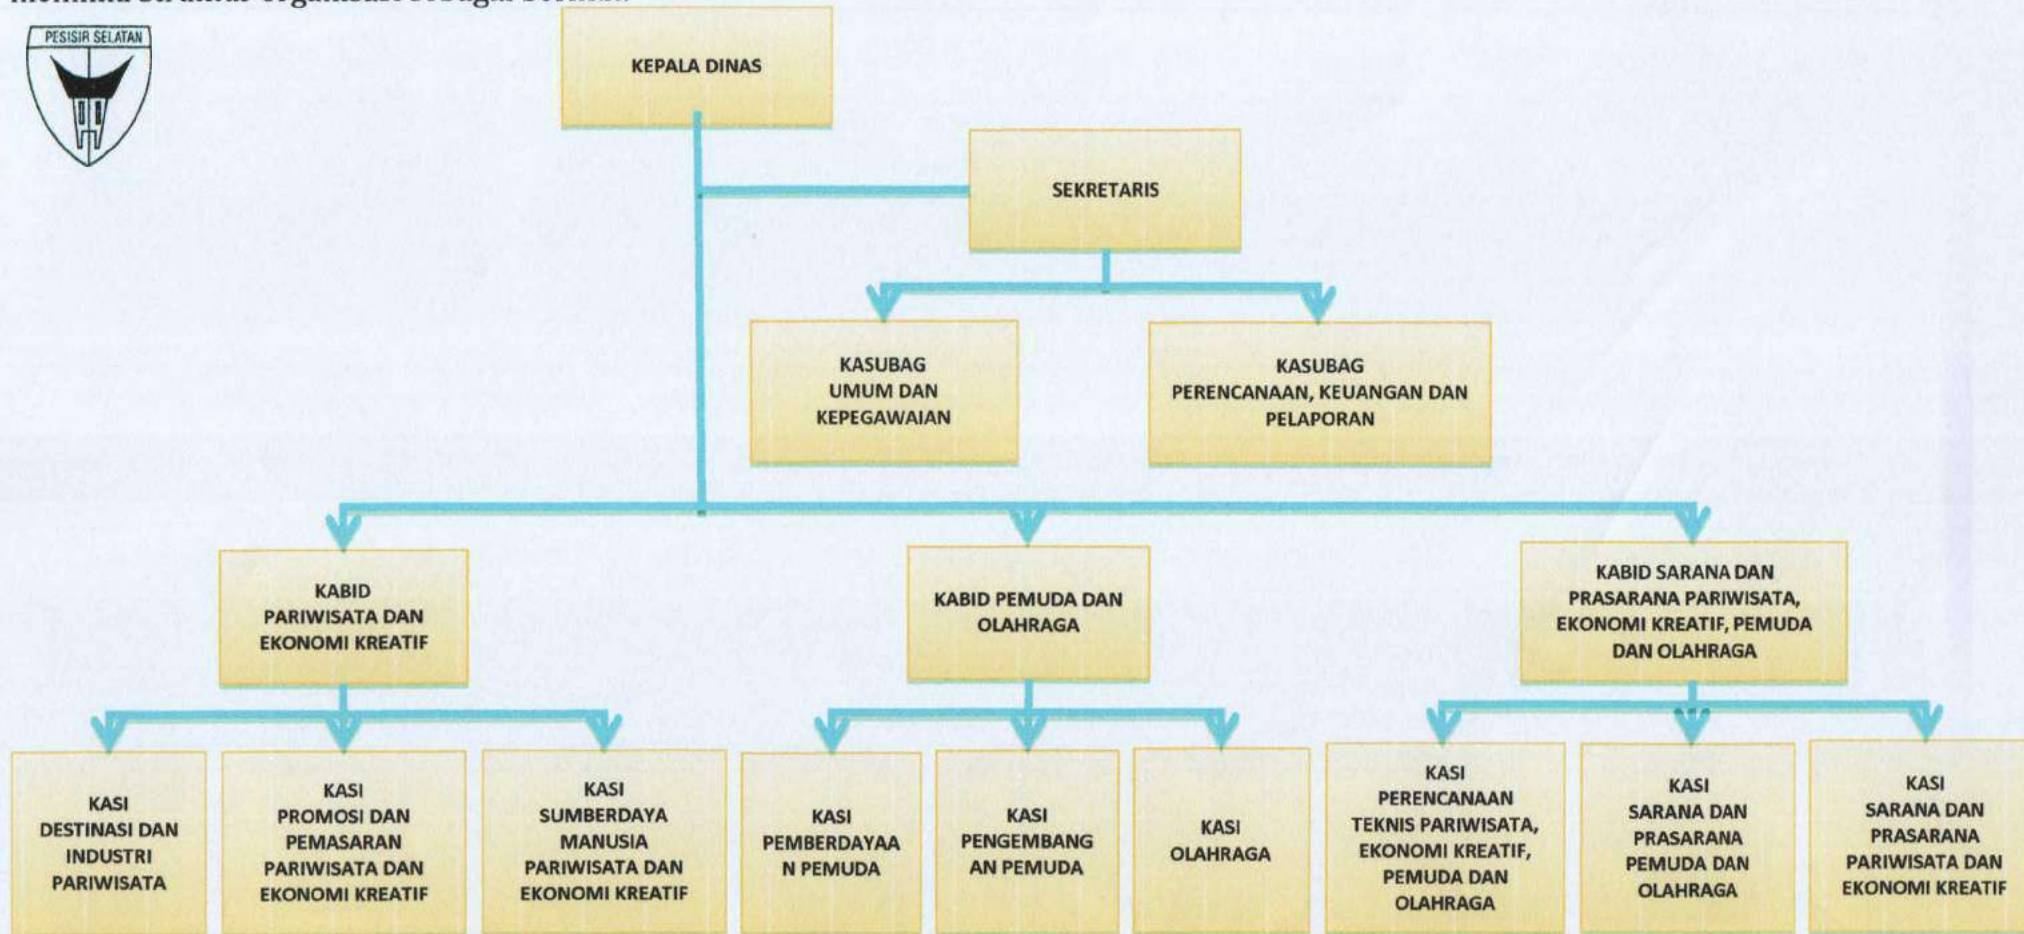 PESISIR SELATAN
KEPALA DINAS
SEKRETARIS
KASUBAG
UMUM DAN
KEPEGAWAIAN
KASUBAG
PERENCANAAN, KEUANGAN DAN
PELAPORAN
KABID
PARIWISATA DAN
EKONOMI KREATIF
KABID PEMUDA DAN
OLAHRAGA
KABID SARANA DAN
PRASARANA PARIWISATA,
EKONOMI KREATIF, PEMUDA
DAN OLAHRAGA
KASI
DESTINASI DAN
INDUSTRI
PARIWISATA
KASI
PROMOSI DAN
PEMASARAN
PARIWISATA DAN
EKONOMI KREATIF
KASI
SUMBERDAYA
MANUSIA
PARIWISATA DAN
EKONOMI KREATIF
KASI
PEMBERDAYAA
N PEMUDA
KASI
PENGEMBANG
AN PEMUDA
KASI
OLAHRAGA
KASI
PERENCANAAN
TEKNIS PARIWISATA,
EKONOMI KREATIF,
PEMUDA DAN
OLAHRAGA
KASI
SARANA DAN
PRASARANA
PEMUDA DAN
OLAHRAGA
KASI
SARANA DAN
PRASARANA
PARIWISATA DAN
EKONOMI KREATIF